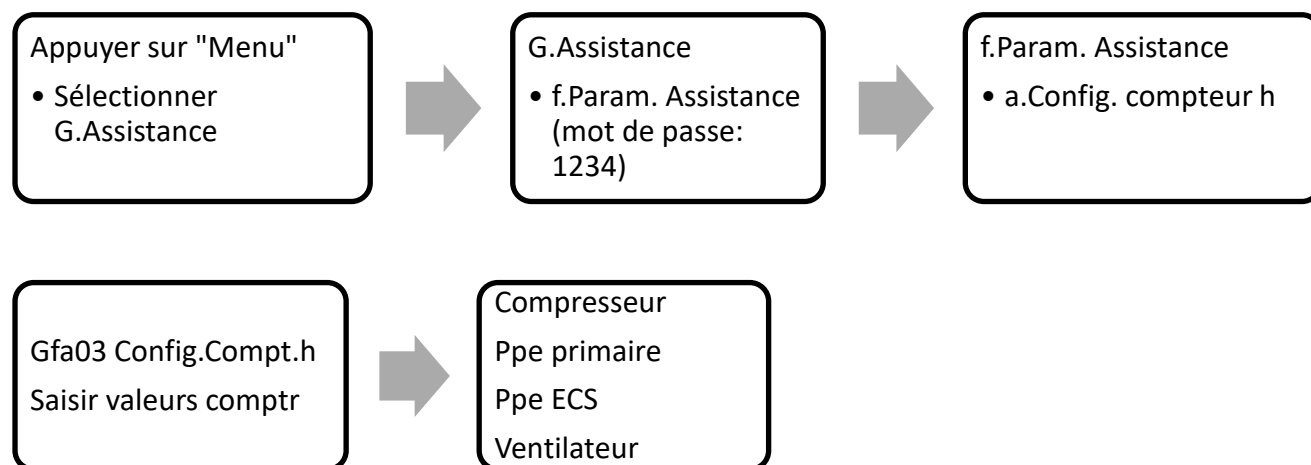 Appuyer sur "Menu"
• Sélectionner
G.Assistance
G.Assistance
• f.Param. Assistance
(mot de passe:
1234)
f.Param. Assistance
• a.Config. compteur h
Gfa03 Config.Compt.h
Saisir valeurs comptr
Compresseur
Ppe primaire
Ppe ECS
Ventilateur